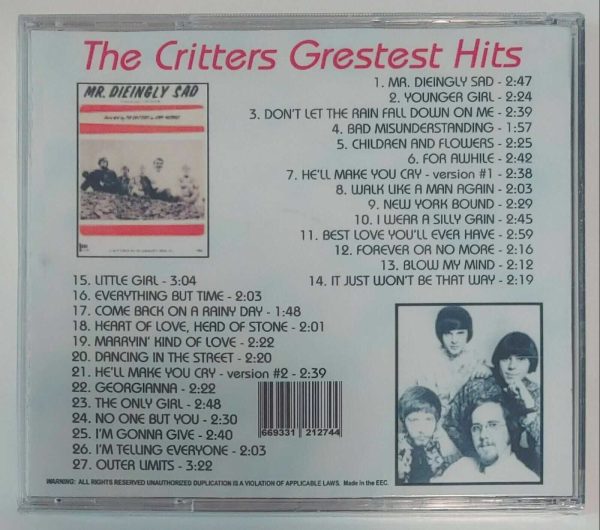 The Critters Grestest Hits
MR. DIEINGLY SAD
1. MR. DIEINGLY SAD - 2:47
2. YOUNGER GIRL - 2:24
3. DON'T LET THE RAIN FALL DOWN ON ME - 2:39
4. BAD MISUNDERSTANDING - 1:57
5. CHILDREN AND FLOWERS - 2:25
6. FOR AWHILE - 2:42
7. HE'LL MAKE YOU CRY - version #1 - 2:38
8. WALK LIKE A MAN AGAIN - 2:03
9. NEW YORK BOUND - 2:29
10. I WEAR A SILLY GRIN - 2:45
11. BEST LOVE YOU'LL EVER HAVE - 2:59
12. FOREVER OR NO MORE - 2:16
13. BLOW MY MIND - 2:12
14. IT JUST WON'T BE THAT WAY - 2:19
15. LITTLE GIRL - 3:04
16. EVERYTHING BUT TIME - 2:03
17. COME BACK ON A RAINY DAY - 1:48
18. HEART OF LOVE, HEAD OF STONE - 2:01
19. MARRYIN' KIND OF LOVE - 2:22
20. DANCING IN THE STREET - 2:20
21. HE'LL MAKE YOU CRY - version #2 - 2:39
22. GEORGIANNA - 2:22
23. THE ONLY GIRL - 2:48
24. NO ONE BUT YOU - 2:30
25. I'M GONNA GIVE - 2:40
26. I'M TELLING EVERYONE - 2:03
27. OUTER LIMITS - 3:22
669331 212744
WARNING: ALL RIGHTS RESERVED UNAUTHORIZED DUPLICATION IS A VIOLATION OF APPLICABLE LAWS. Made in the EEC.